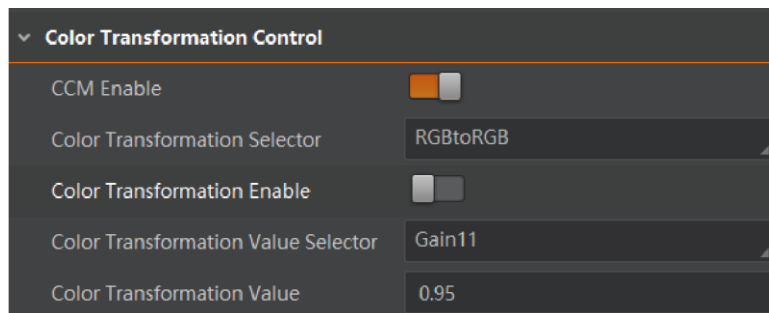 Color Transformation Control
CCM Enable
Color Transformation Selector RGBtoRGB
Color Transformation Enable
Color Transformation Value Selector Gain11
Color Transformation Value 0.95